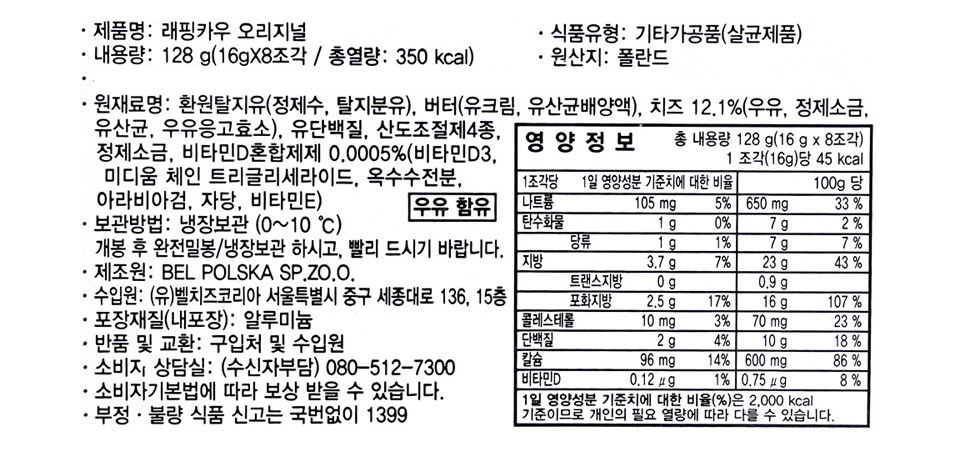 · 제품명: 래핑카우 오리지널
· 식품유형: 기타가공품(살균제품)
· 내용량: 128 g(16gX8조각 / 총열량: 350 kcal)
· 원산지: 폴란드
·
· 원재료명: 환원탈지유(정제수, 탈지분유), 버터(유크림, 유산균배양액), 치즈 12.1%(우유, 정제소금,
유산균, 우유응고효소), 유단백질, 산도조절제4종,
정제소금, 비타민D혼합제제 0.0005%(비타민D3,
미디움 체인 트리글리세라이드, 옥수수전분,
아라비아검, 자당, 비타민E)
우유 함유
· 보관방법: 냉장보관 (0~10 ℃)
개봉 후 완전밀봉/냉장보관 하시고, 빨리 드시기 바랍니다.
· 제조원: BEL POLSKA SP.ZO.O.
· 수입원: (유)벨치즈코리아 서울특별시 중구 세종대로 136, 15층
· 포장재질(내포장): 알루미늄
· 반품 및 교환: 구입처 및 수입원
· 소비자 상담실: (수신자부담) 080-512-7300
· 소비자기본법에 따라 보상 받을 수 있습니다.
· 부정 · 불량 식품 신고는 국번없이 1399
영양정보 총 내용량 128 g(16 g x 8조각)
1 조각(16g)당 45 kcal
1조각당 1일 영양성분 기준치에 대한 비율 100g 당
나트륨 105 mg 5% 650 mg 33 %
탄수화물 1 g 0% 7 g 2 %
당류 1 g 1% 7 g 7 %
지방 3.7 g 7% 23 g 43 %
트랜스지방 0 g 0.9 g
포화지방 2.5 g 17% 16 g 107 %
콜레스테롤 10 mg 3% 70 mg 23 %
단백질 2 g 4% 10 g 18 %
칼슘 96 mg 14% 600 mg 86 %
비타민D 0.12 μg 1% 0.75 μg 8 %
1일 영양성분 기준치에 대한 비율(%)은 2,000 kcal
기준이므로 개인의 필요 열량에 따라 다를 수 있습니다.